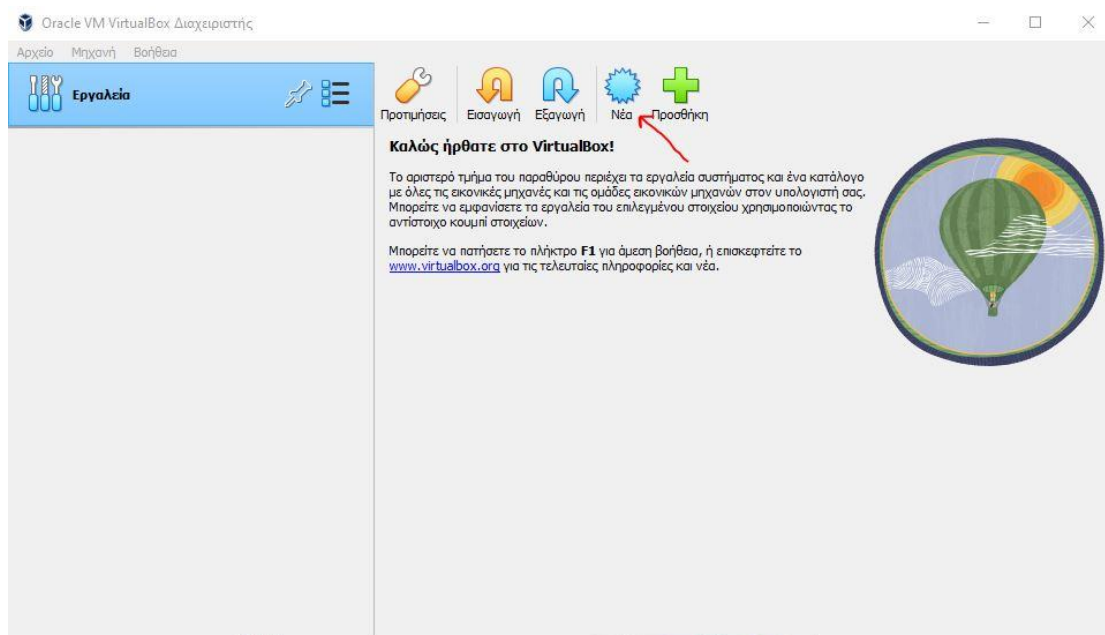 Oracle VM VirtualBox Διαχειριστής
Αρχείο Μηχανή Βοήθεια
Εργαλεία
Προτιμήσεις Εισαγωγή Εξαγωγή Νέα Προσθήκη
Καλώς ήρθατε στο VirtualBox!
Το αριστερό τμήμα του παραθύρου περιέχει τα εργαλεία συστήματος και ένα κατάλογο
με όλες τις εικονικές μηχανές και τις ομάδες εικονικών μηχανών στον υπολογιστή σας.
Μπορείτε να εμφανίσετε τα εργαλεία του επιλεγμένου στοιχείου χρησιμοποιώντας το
αντίστοιχο κουμπί στοιχείων.
Μπορείτε να πατήσετε το πλήκτρο F1 για άμεση βοήθεια, ή επισκεφτείτε το
www.virtualbox.org για τις τελευταίες πληροφορίες και νέα.